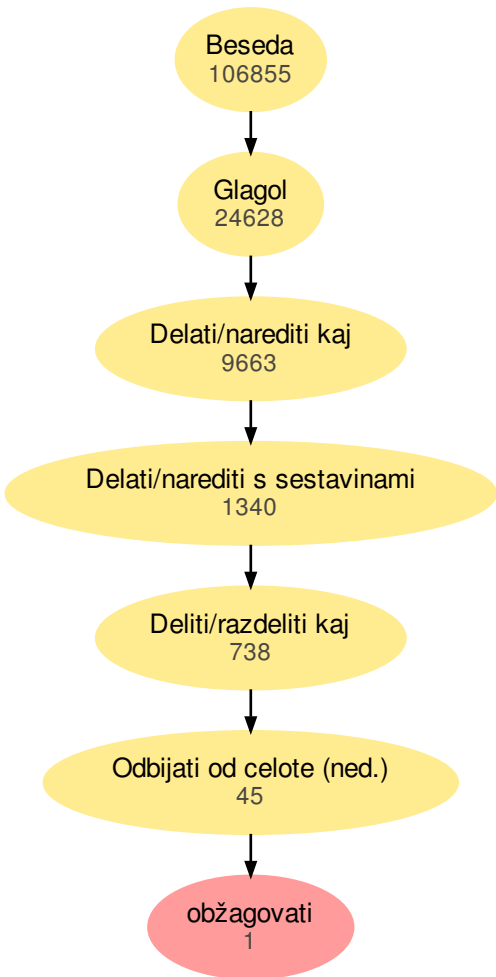 Beseda
106855
Glagol
24628
Delati/narediti kaj
9663
Delati/narediti s sestavinami
1340
Deliti/razdeliti kaj
738
Odbijati od celote (ned.)
45
obžagovati
1